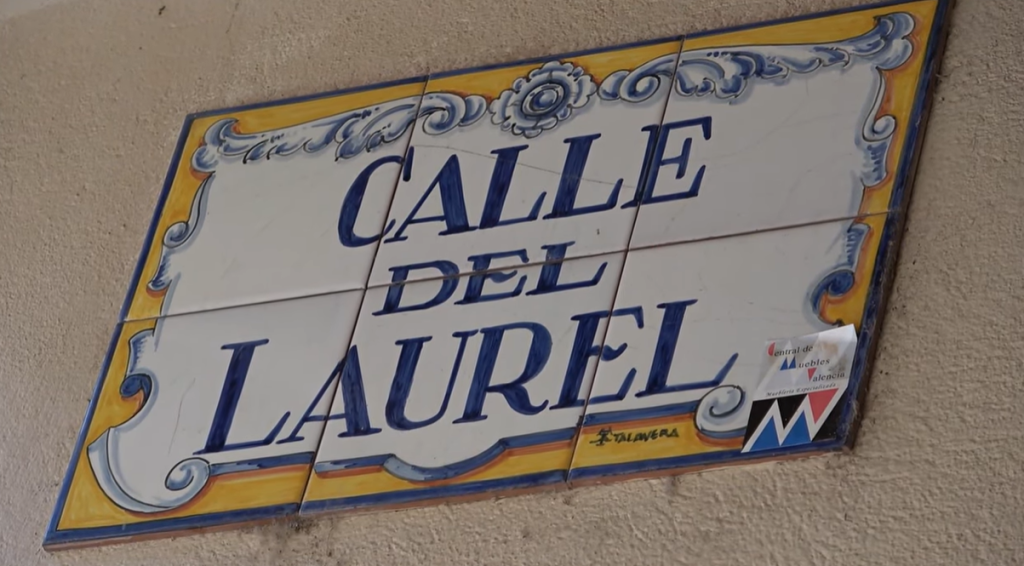 CALLE
DEL
LAUREL
TALAVERA
Central de
Muebles
Valencia